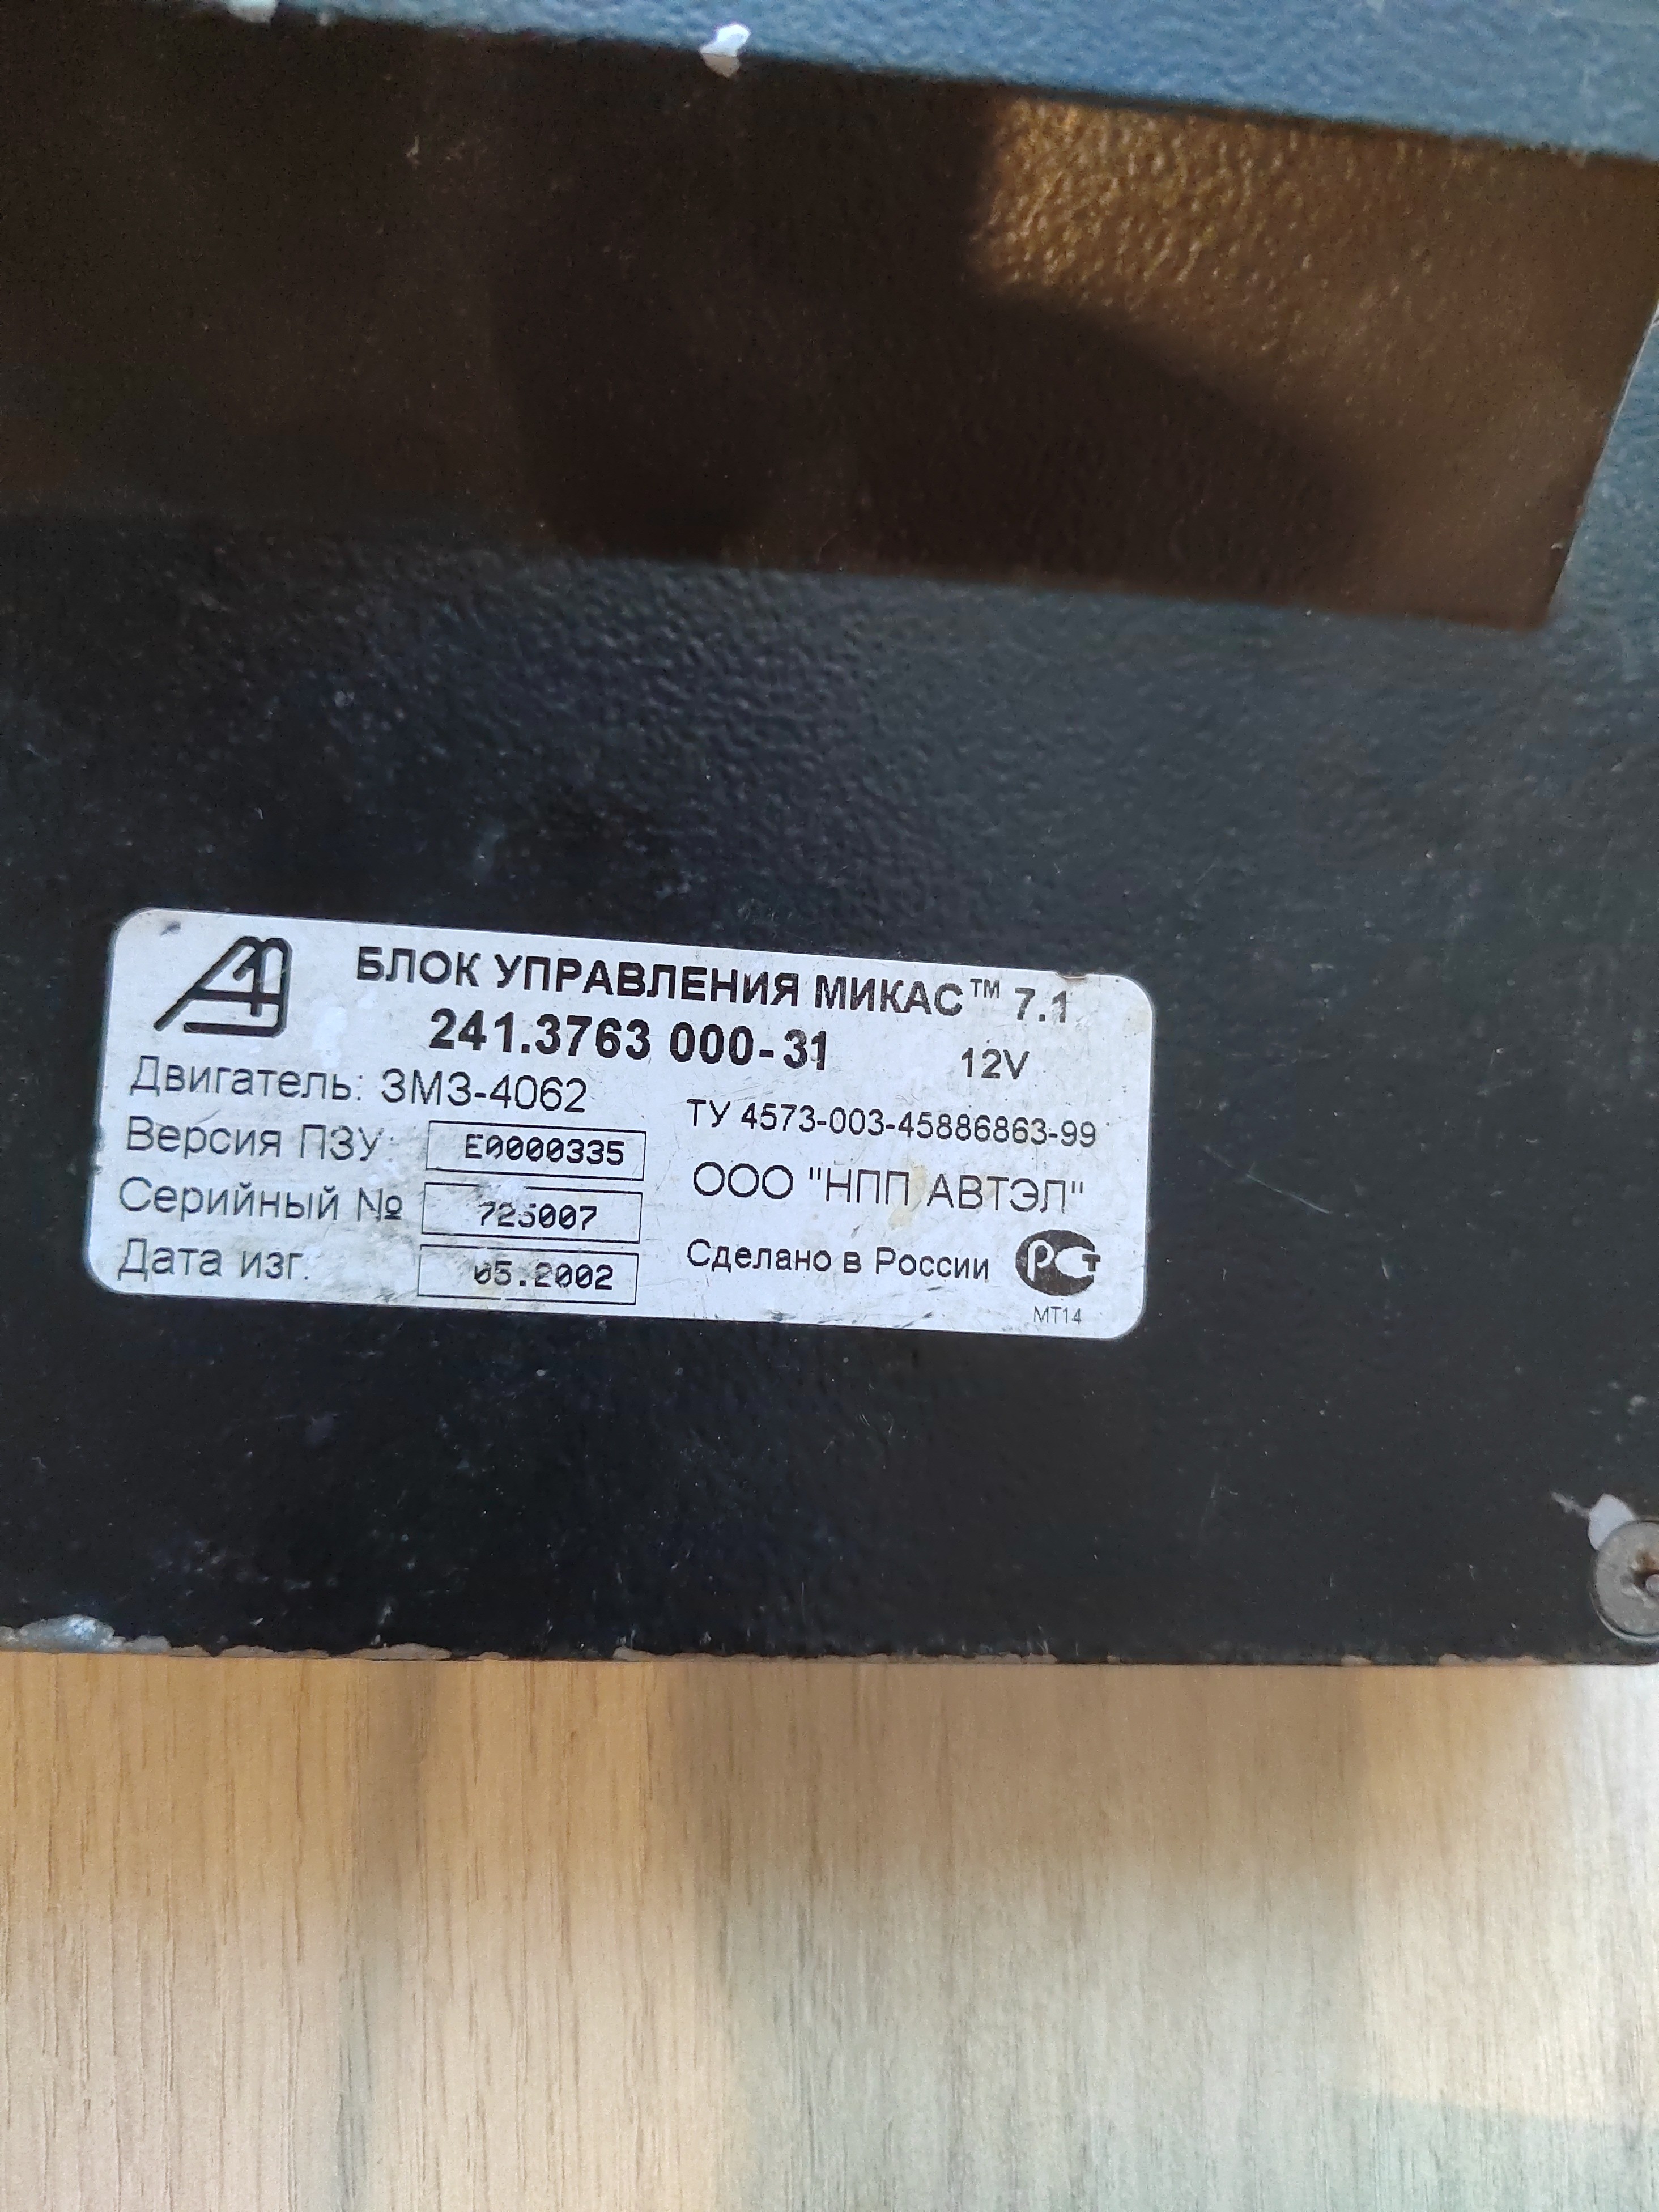 БЛОК УПРАВЛЕНИЯ МИКАС™ 7.1
241.3763 000-31 12V
Двигатель: ЗМЗ-4062
ТУ 4573-003-45886863-99
Версия ПЗУ: E0000335
ООО "НПП АВТЭЛ"
Серийный № 725007
Сделано в России РСТ
Дата изг. 05.2002
МТ14